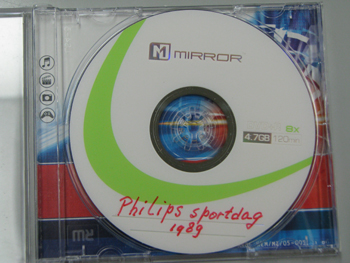 MIRROR
8x
4.7GB 120min
Philips sportdag
1989